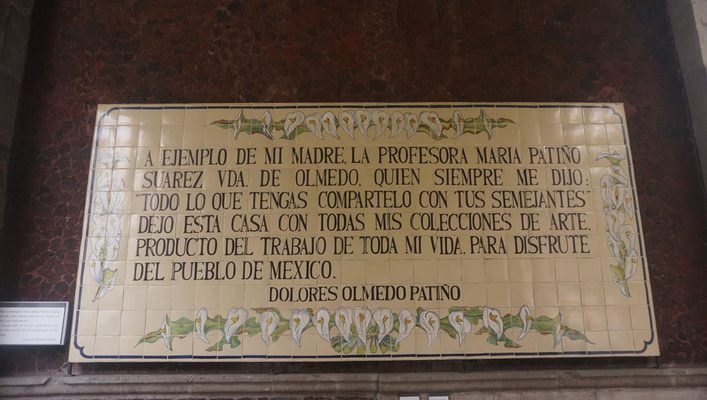 A EJEMPLO DE MI MADRE, LA PROFESORA MARIA PATIÑO
SUAREZ VDA. DE OLMEDO, QUIEN SIEMPRE ME DIJO:
"TODO LO QUE TENGAS COMPARTELO CON TUS SEMEJANTES"
DEJO ESTA CASA CON TODAS MIS COLECCIONES DE ARTE,
PRODUCTO DEL TRABAJO DE TODA MI VIDA, PARA DISFRUTE
DEL PUEBLO DE MEXICO.
DOLORES OLMEDO PATIÑO